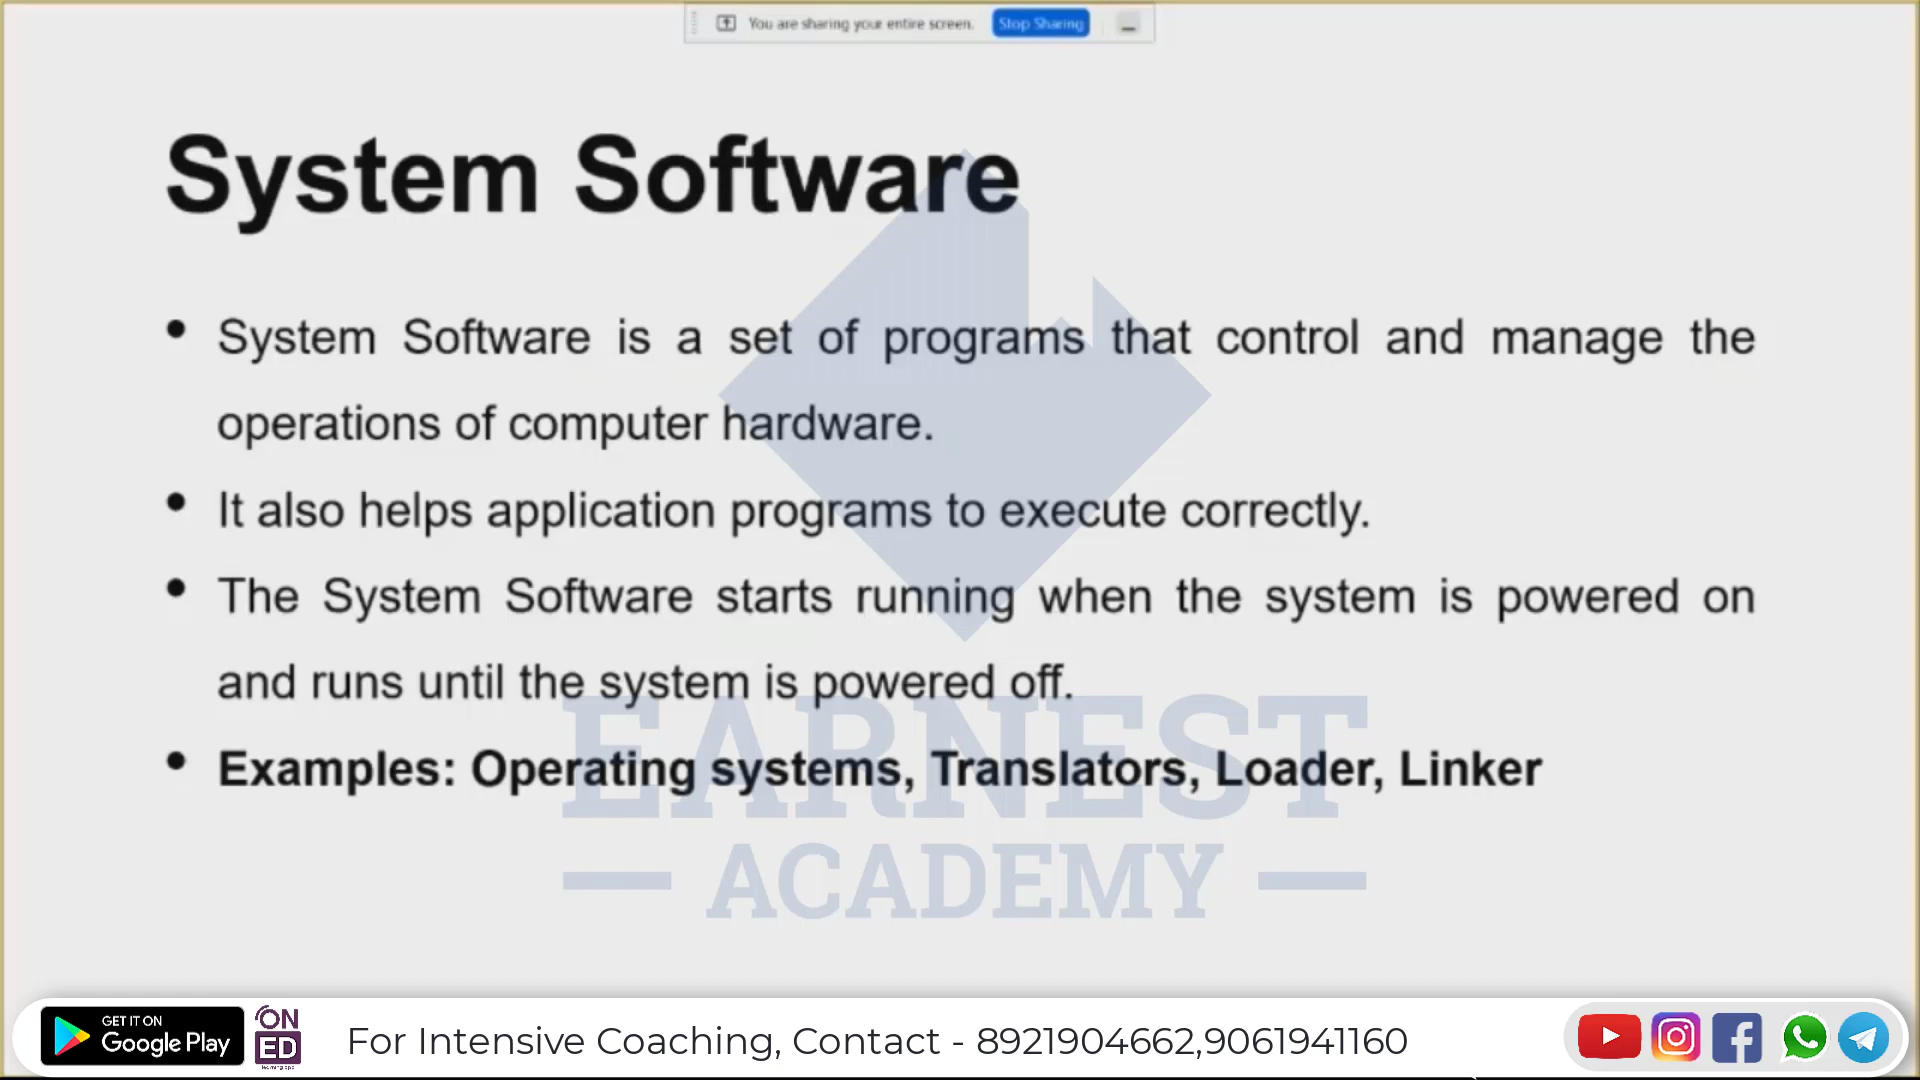 You are sharing your entire screen. Stop Sharing
System Software
• System Software is a set of programs that control and manage the
operations of computer hardware.
• It also helps application programs to execute correctly.
• The System Software starts running when the system is powered on
and runs until the system is powered off.
• Examples: Operating systems, Translators, Loader, Linker
EARNEST
ACADEMY
GET IT ON
Google Play
ON
ED
For Intensive Coaching, Contact - 8921904662,9061941160